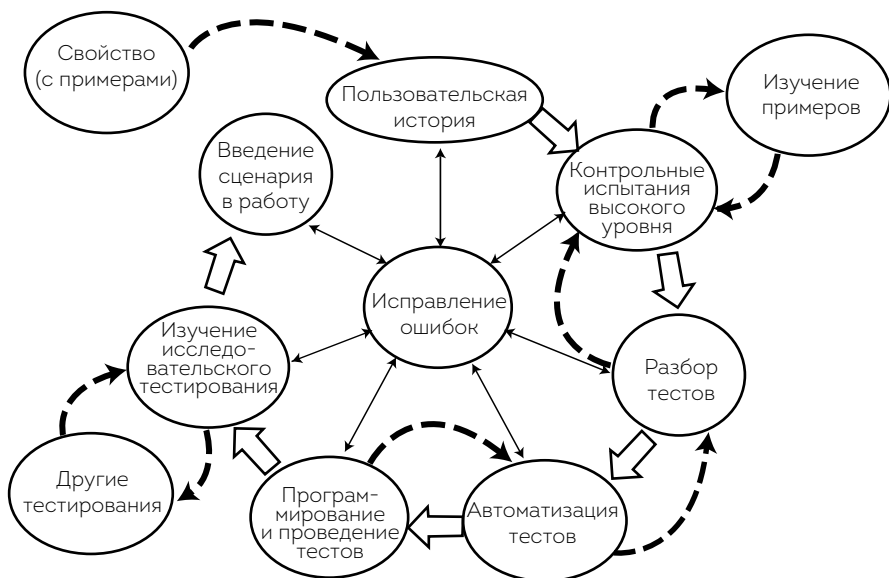 Свойство
(с примерами)
Пользовательская
история
Изучение
примеров
Введение
сценария
в работу
Контрольные
испытания
высокого
уровня
Исправление
ошибок
Изучение
исследо-
вательского
тестирования
Разбор
тестов
Другие
тестирования
Програм-
мирование
и проведение
тестов
Автоматизация
тестов